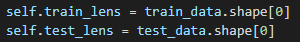 self.train_lens = train_data.shape[0]
self.test_lens = test_data.shape[0]